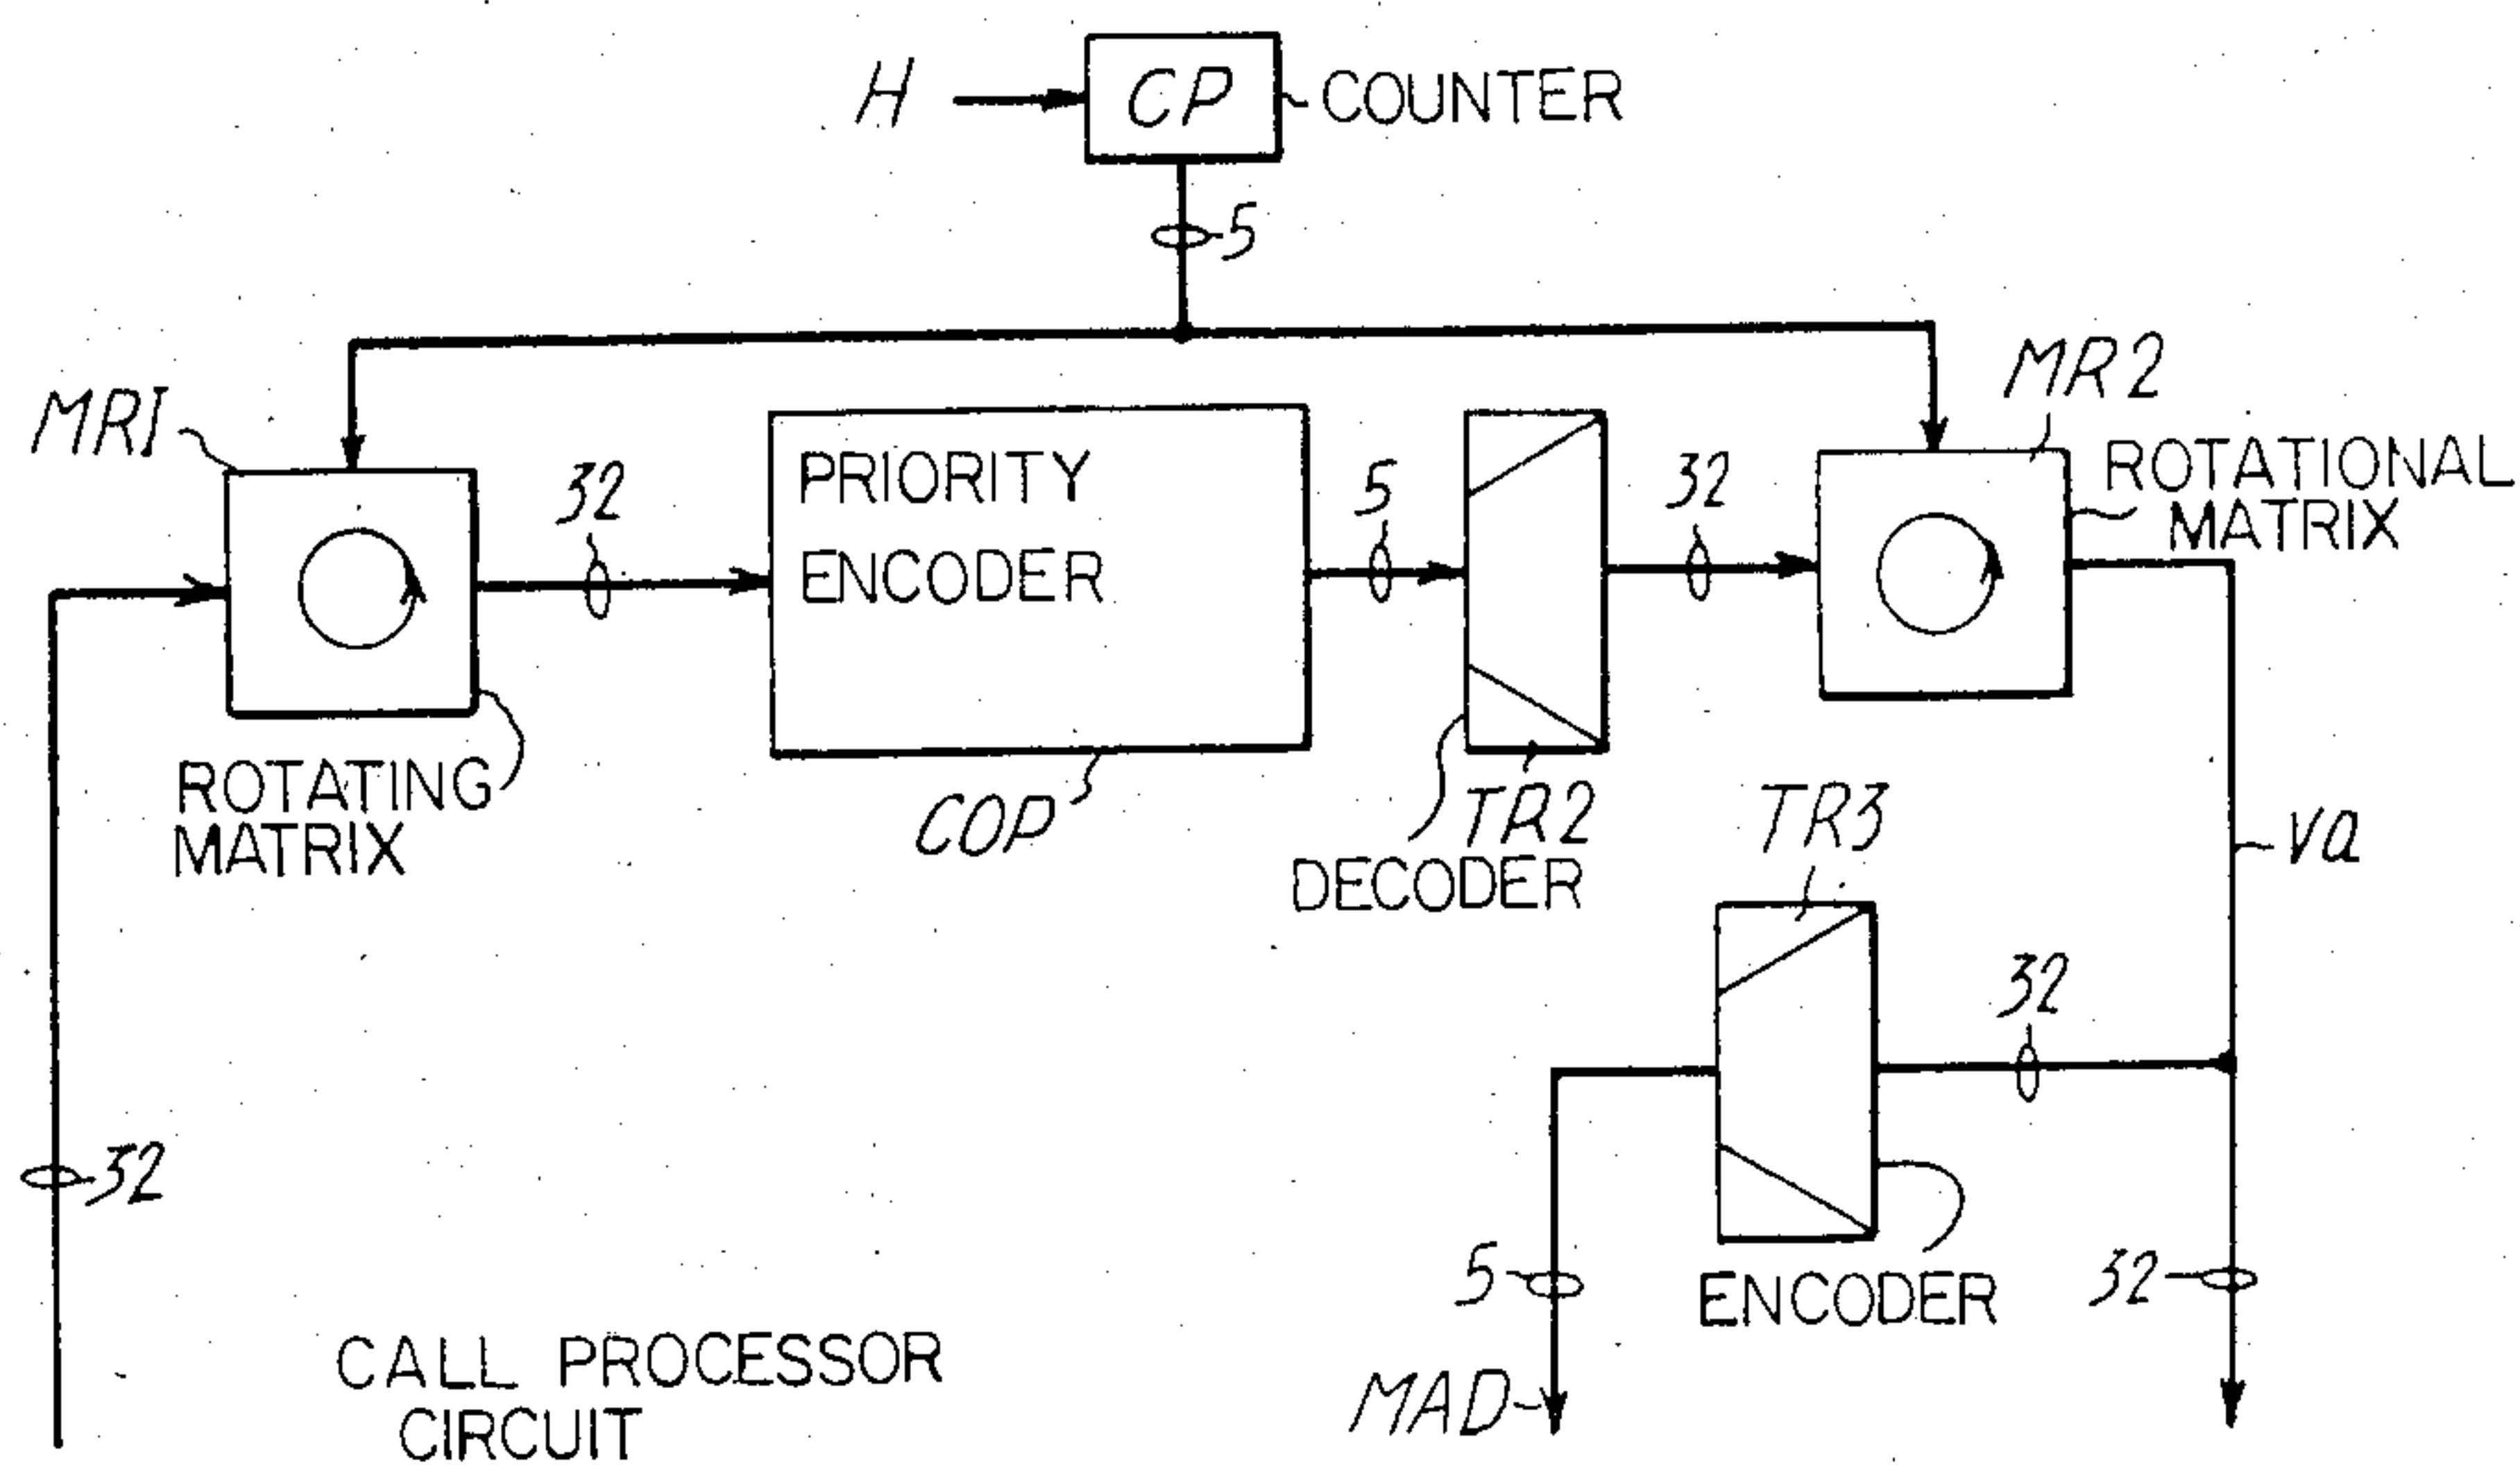 H
CP
COUNTER
5
MR1
MR2
ROTATIONAL
MATRIX
32
PRIORITY
ENCODER
5
32
ROTATING
MATRIX
COP
TR2
DECODER
TR3
va
32
32
5
ENCODER
32
MAD
CALL PROCESSOR
CIRCUIT